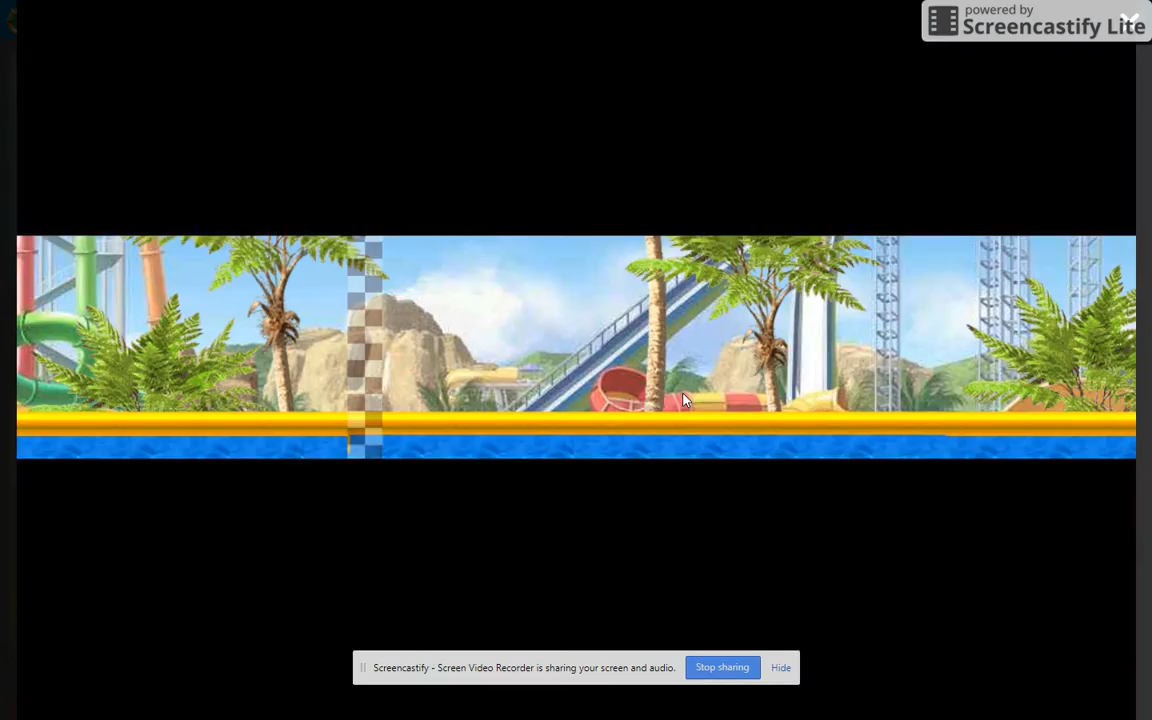 powered by
Screencastify Lite
Screencastify - Screen Video Recorder is sharing your screen and audio.
Stop sharing
Hide